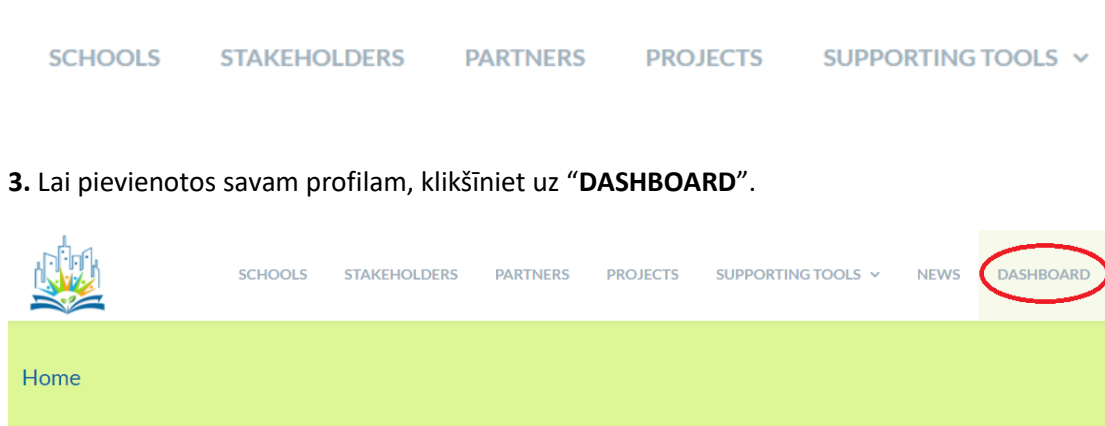 SCHOOLS STAKEHOLDERS PARTNERS PROJECTS SUPPORTING TOOLS
3. Lai pievienotos savam profilam, klikšīniet uz “DASHBOARD”.
SCHOOLS STAKEHOLDERS PARTNERS PROJECTS SUPPORTING TOOLS NEWS DASHBOARD
Home